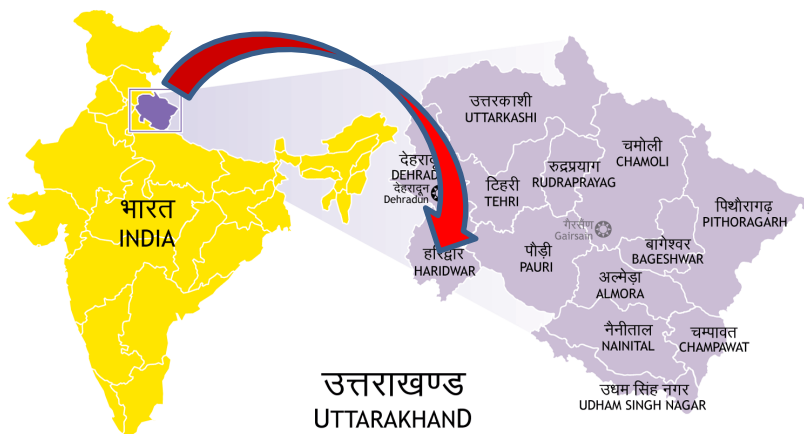 भारत
INDIA
उत्तरकाशी
UTTARKASHI
चमोली
CHAMOLI
रुद्रप्रयाग
RUDRAPRAYAG
टिहरी
TEHRI
देहरादून
Dehradun
पिथौरागढ़
PITHORAGARH
गैरसैण
Gairsain
हरिद्वार
HARIDWAR
पौड़ी
PAURI
बागेश्वर
BAGESHWAR
अल्मोड़ा
ALMORA
नैनीताल
NAINITAL
चम्पावत
CHAMPAWAT
उधम सिंह नगर
UDHAM SINGH NAGAR
उत्तराखण्ड
UTTARAKHAND